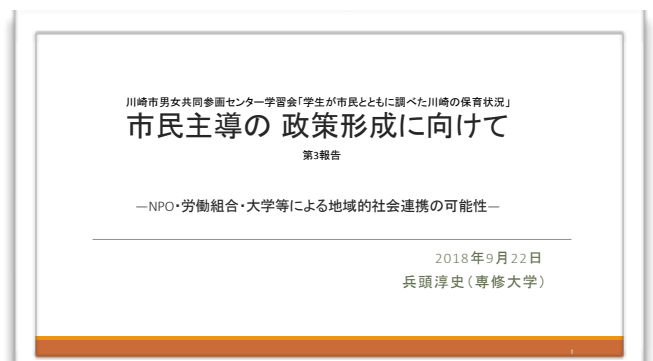 川崎市男女共同参画センター学習会「学生が市民とともに調べた川崎の保育状況」
市民主導の 政策形成に向けて
第3報告
―NPO・労働組合・大学等による地域的社会連携の可能性―
2018年9月22日
兵頭淳史(専修大学)
1